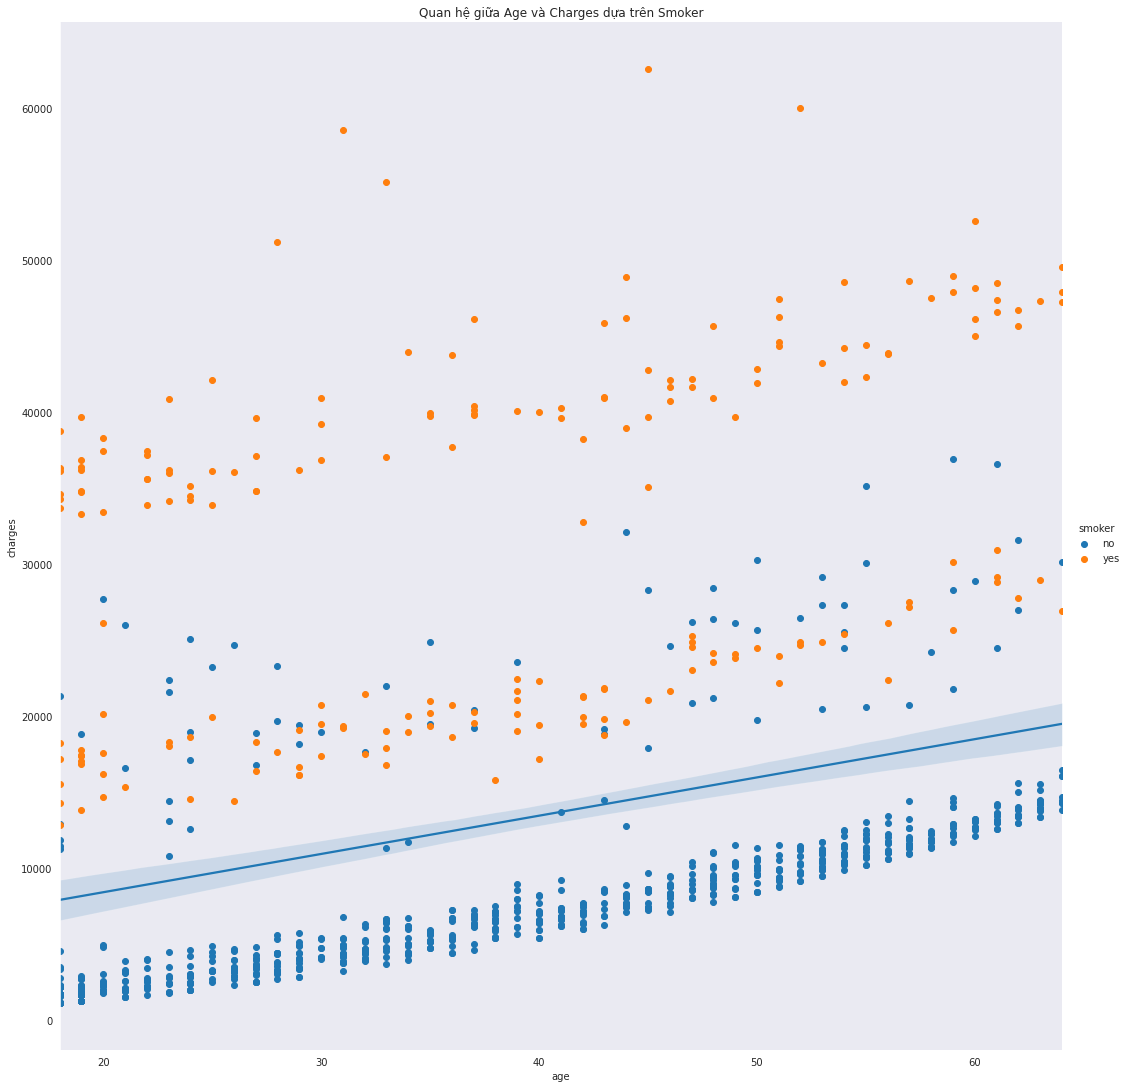 Quan hệ giữa Age và Charges dựa trên Smoker
60000
50000
40000
30000
20000
10000
0
charges
20
30
40
50
60
age
smoker
no
yes